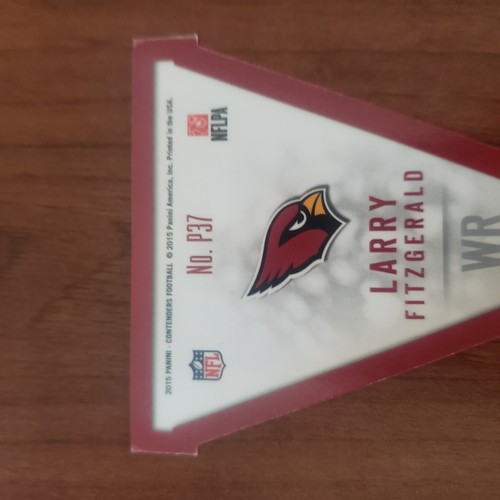 2015 PANINI - CONTENDERS FOOTBALL © 2015 Panini America, Inc. Printed in the USA.
NFL
No. P37
NFLPA
LARRY
FITZGERALD
WR